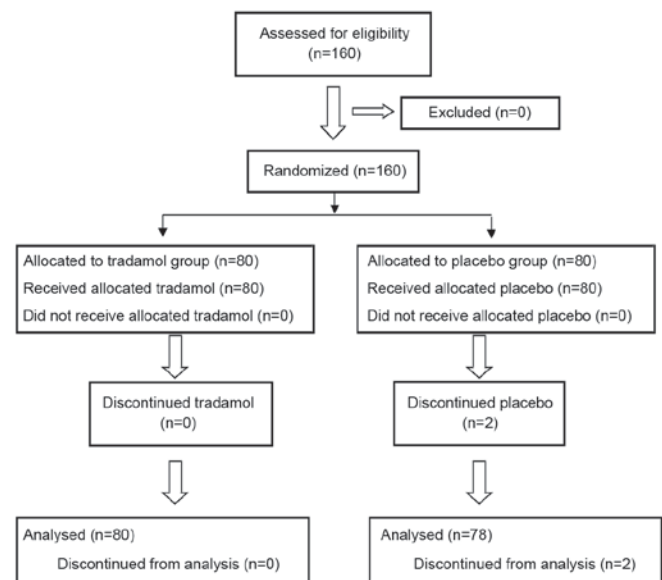 Assessed for eligibility
(n=160)
Excluded (n=0)
Randomized (n=160)
Allocated to tradamol group (n=80)
Received allocated tradamol (n=80)
Did not receive allocated tradamol (n=0)
Allocated to placebo group (n=80)
Received allocated placebo (n=80)
Did not receive allocated placebo (n=0)
Discontinued tradamol
(n=0)
Discontinued placebo
(n=2)
Analysed (n=80)
Discontinued from analysis (n=0)
Analysed (n=78)
Discontinued from analysis (n=2)